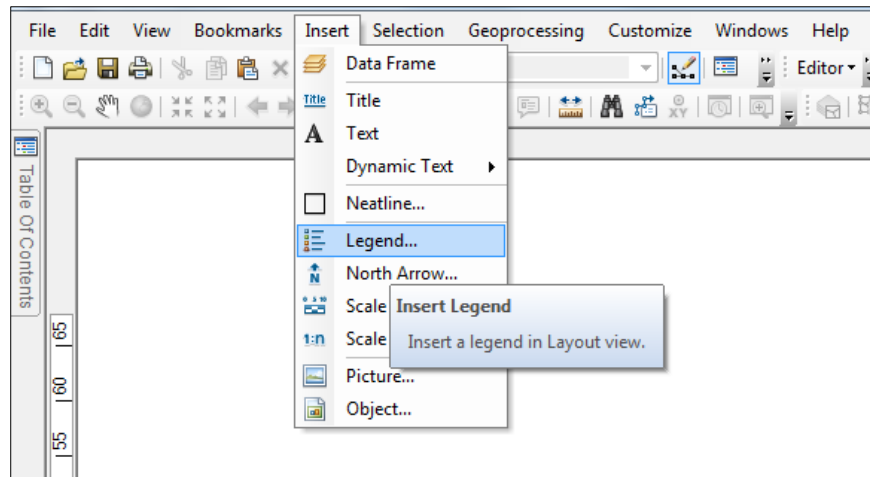 File Edit View Bookmarks Insert Selection Geoprocessing Customize Windows Help
Data Frame
Editor
Title Title
A Text
XY
Dynamic Text
Neatline...
Legend...
N North Arrow...
Scale
Insert Legend
1:n Scale
Insert a legend in Layout view.
Picture...
Object...
Table Of Contents
65
60
55